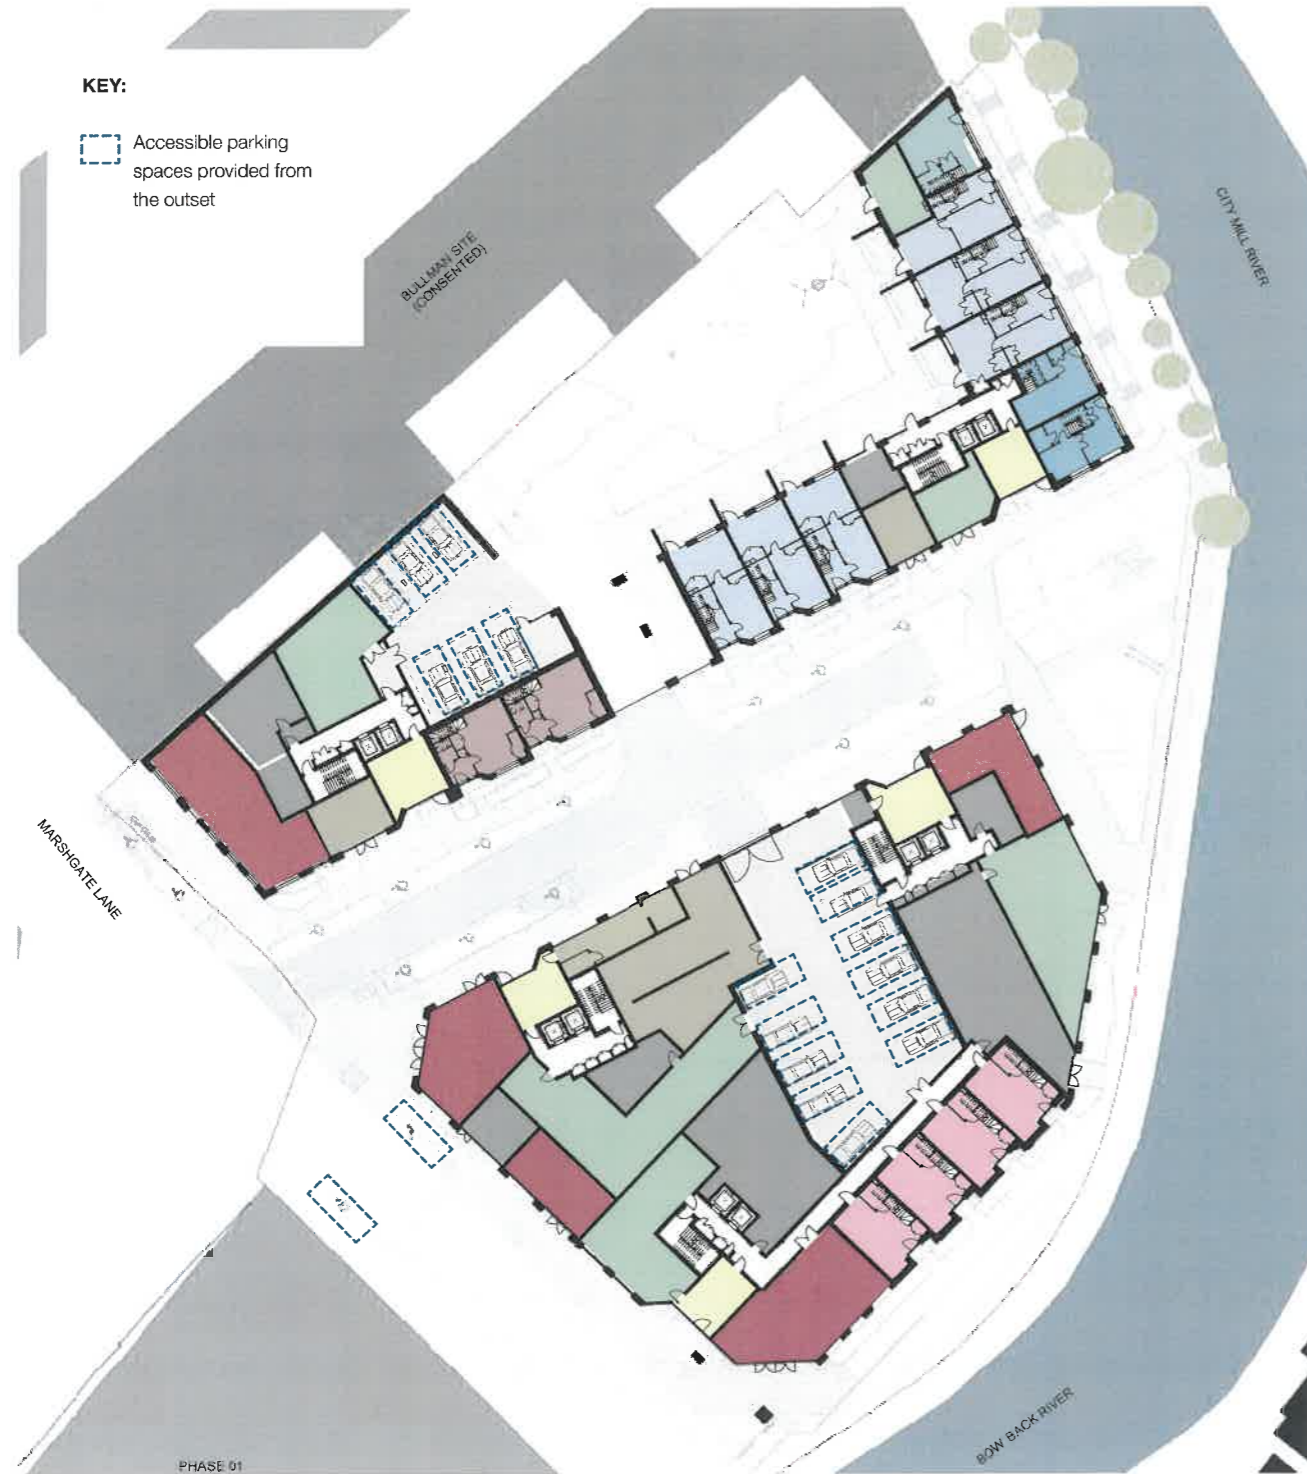 KEY:
Accessible parking
spaces provided from
the outset
BULLMAN SITE
(CONSENTED)
CITY MILL RIVER
MARSHGATE LANE
BOW BACK RIVER
PHASE 01